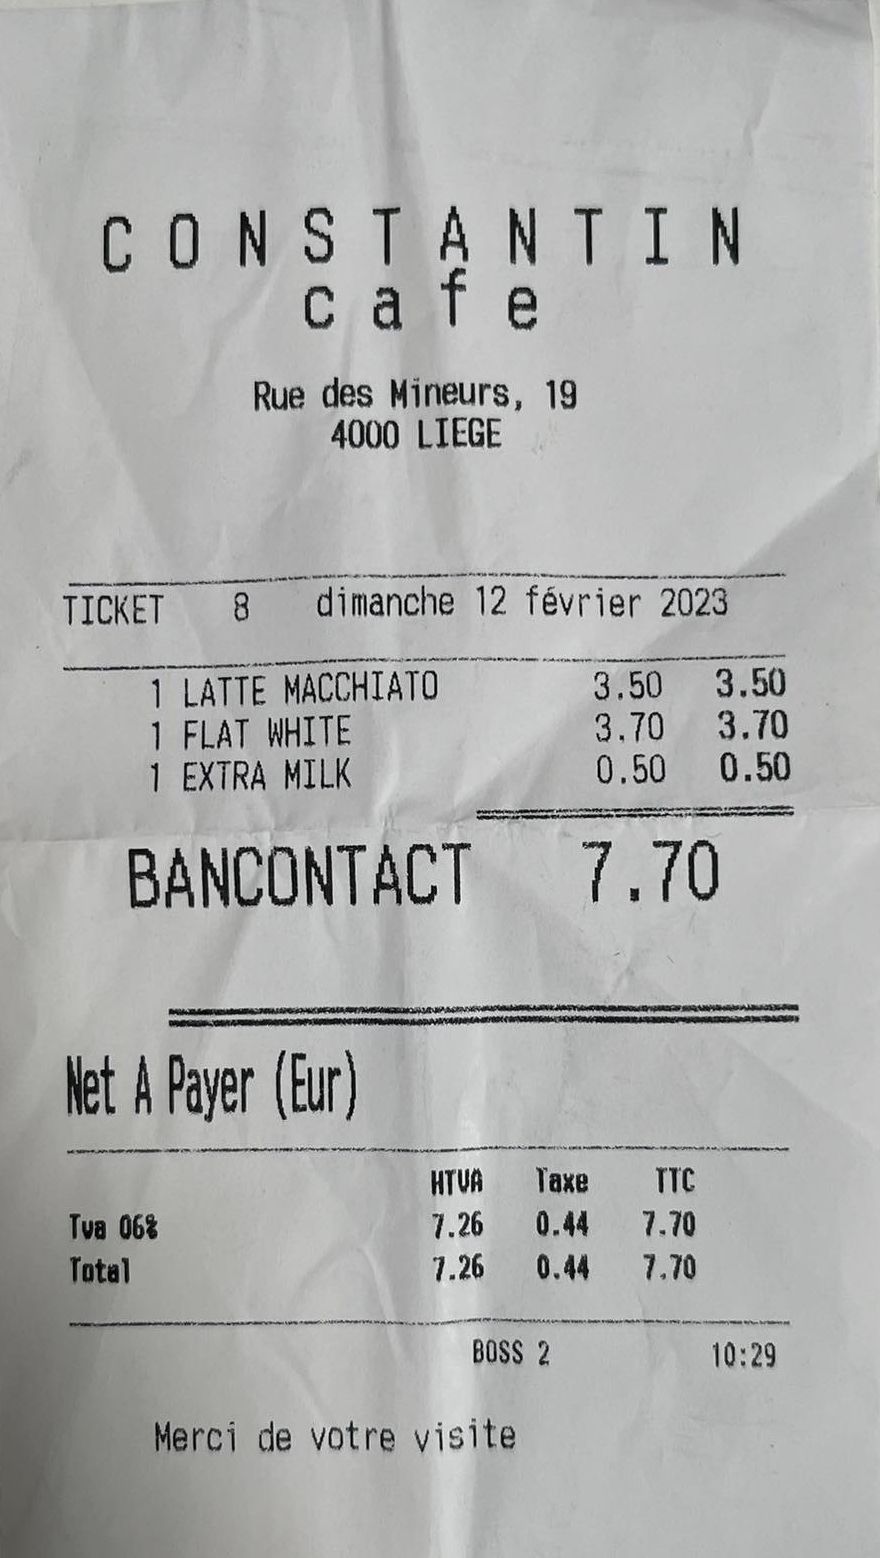 CONSTANTIN
cafe
Rue des Mineurs, 19
4000 LIEGE
TICKET 8 dimanche 12 février 2023
1 LATTE MACCHIATO 3.50 3.50
1 FLAT WHITE 3.70 3.70
1 EXTRA MILK 0.50 0.50
BANCONTACT 7.70
Net A Payer (Eur)
HTVA Taxe TTC
Tva 06% 7.26 0.44 7.70
Total 7.26 0.44 7.70
BOSS 2 10:29
Merci de votre visite